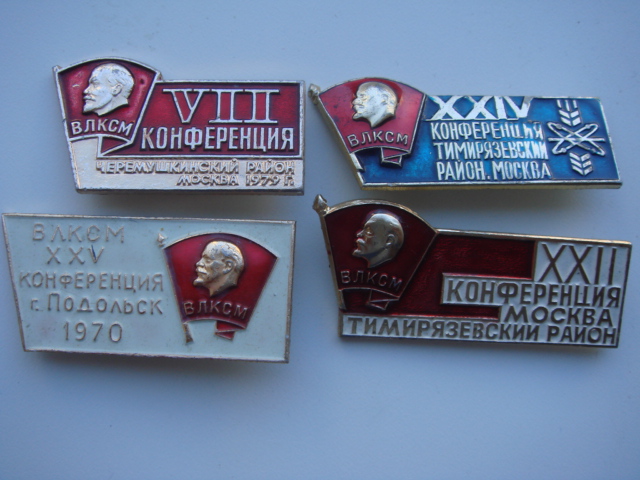 ВЛКСМ
VIII
КОНФЕРЕНЦИЯ
ЧЕРЕМУШКИНСКИЙ РАЙОН
МОСКВА 1979 Г.
ВЛКСМ
XXIV
КОНФЕРЕНЦИЯ
ТИМИРЯЗЕВСКИЙ
РАЙОН. МОСКВА
ВЛКСМ
XXV
КОНФЕРЕНЦИЯ
г. ПОДОЛЬСК
1970
ВЛКСМ
ВЛКСМ
XXII
КОНФЕРЕНЦИЯ
МОСКВА
ТИМИРЯЗЕВСКИЙ РАЙОН